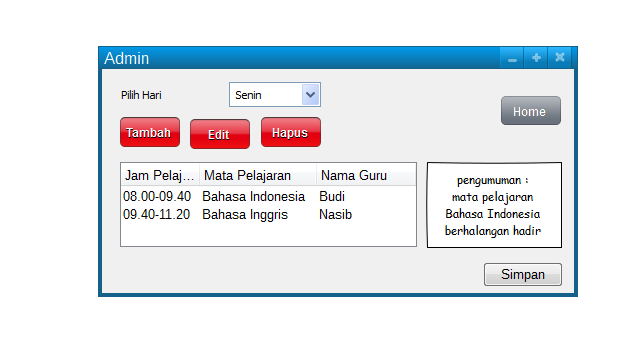 Admin
Pilih Hari
Senin
Home
Tambah
Edit
Hapus
Jam Pelaj... Mata Pelajaran Nama Guru
08.00-09.40 Bahasa Indonesia Budi
09.40-11.20 Bahasa Inggris Nasib
pengumuman :
mata pelajaran
Bahasa Indonesia
berhalangan hadir
Simpan